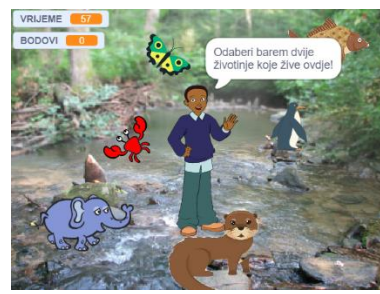 VRIJEME 57
BODOVI 0
Odaberi barem dvije
životinje koje žive ovdje!